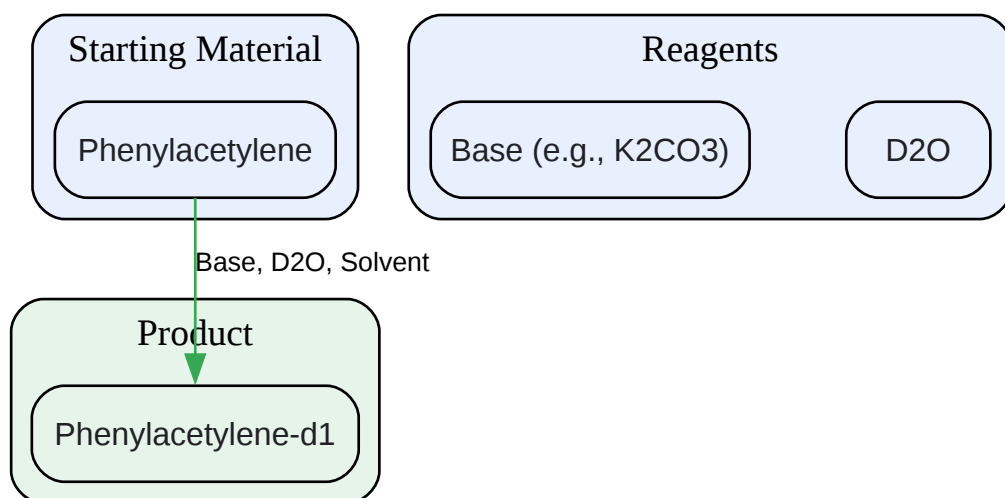 Starting Material
Reagents
Phenylacetylene
Base (e.g., K2CO3)
D2O
Base, D2O, Solvent
Product
Phenylacetylene-d1